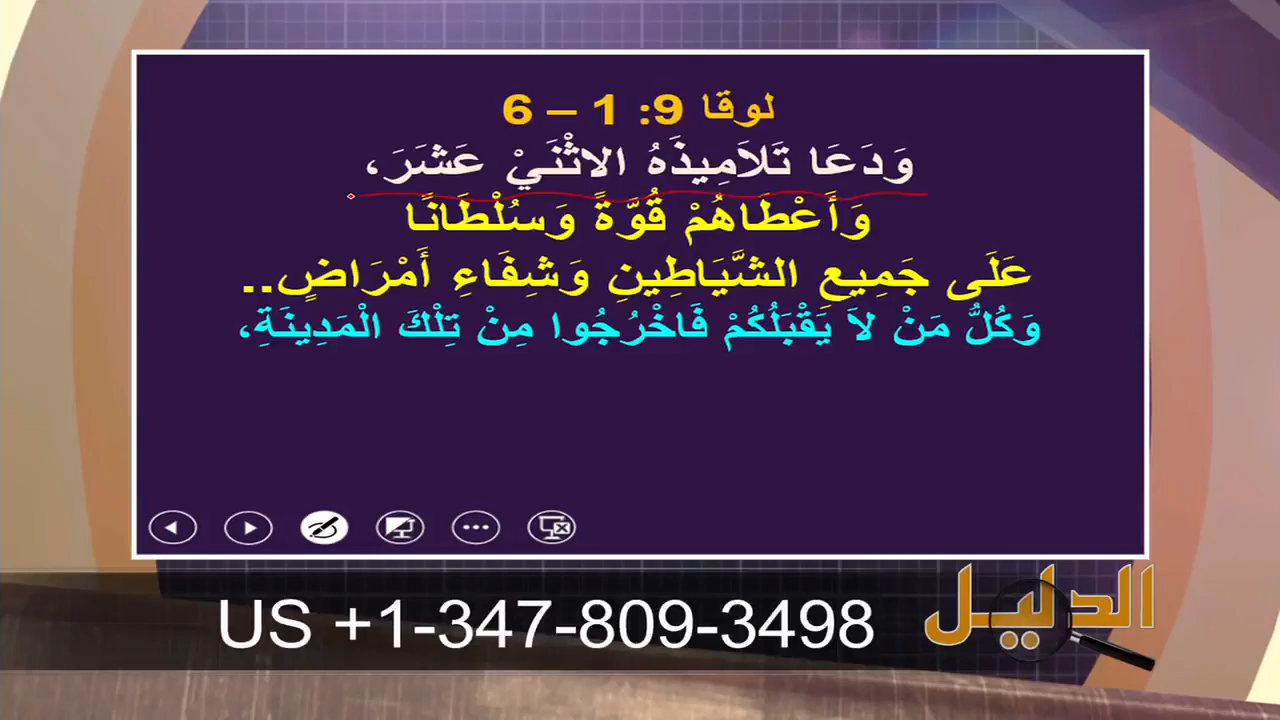 لوقا 9: 1 – 6
وَدَعَا تَلاَمِيذَهُ الاثْنَيْ عَشَرَ،
وَأَعْطَاهُمْ قُوَّةً وَسُلْطَانًا
عَلَى جَمِيعِ الشَّيَاطِينِ وَشِفَاءِ أَمْرَاضٍ..
وَكُلُّ مَنْ لاَ يَقْبَلُكُمْ فَاخْرُجُوا مِنْ تِلْكَ الْمَدِينَةِ،
الدليل
US +1-347-809-3498